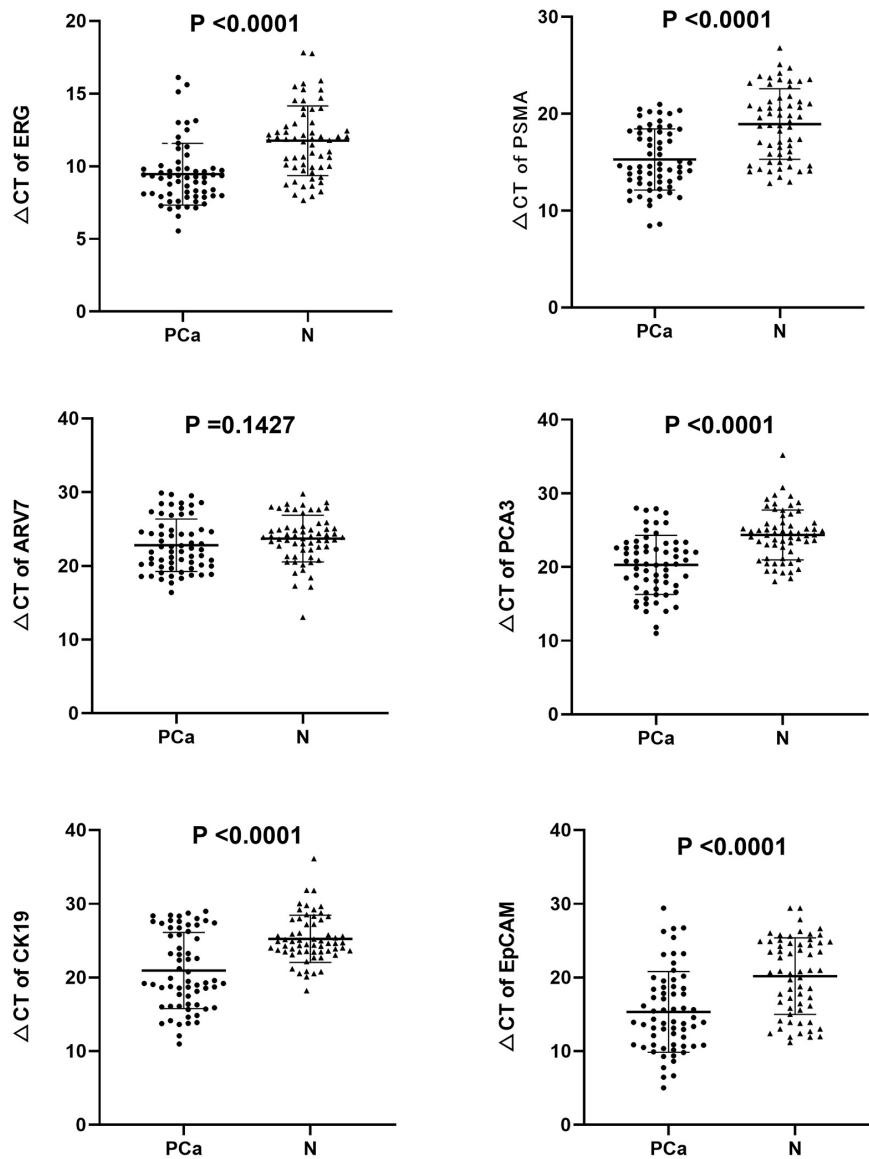 P <0.0001
△CT of ERG
20
15
10
5
0
PCa
N
P <0.0001
△CT of PSMA
30
20
10
0
PCa
N
P =0.1427
△CT of ARV7
40
30
20
10
0
PCa
N
P <0.0001
△CT of PCA3
40
30
20
10
0
PCa
N
P <0.0001
△CT of CK19
40
30
20
10
0
PCa
N
P <0.0001
△CT of EpCAM
40
30
20
10
0
PCa
N